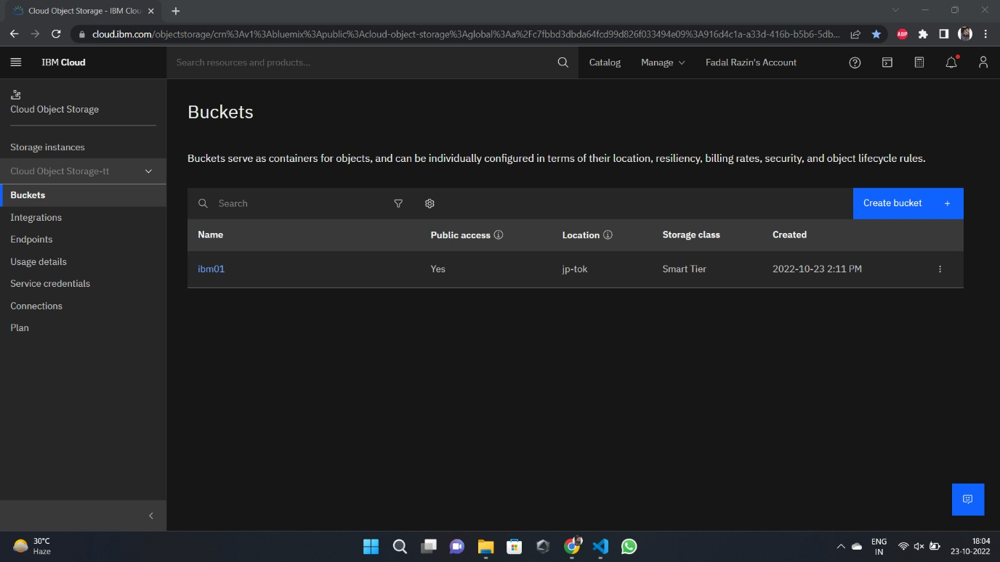 Cloud Object Storage - IBM Clou
cloud.ibm.com/objectstorage/crn%3Av1%3Abluemix%3Apublic%3Acloud-object-storage%3Aglobal%3Aa%2Fc7fbbd3dbda64fcd99d826f033494e09%3A916d4c1a-a33d-416b-b5b6-5db...
ABP
IBM Cloud
Search resources and products...
Catalog
Manage
Fadal Razin's Account
Cloud Object Storage
Storage instances
Cloud Object Storage-tt
Buckets
Integrations
Endpoints
Usage details
Service credentials
Connections
Plan
Buckets
Buckets serve as containers for objects, and can be individually configured in terms of their location, resiliency, billing rates, security, and object lifecycle rules.
Search
Create bucket +
Name Public access Location Storage class Created
ibm01 Yes jp-tok Smart Tier 2022-10-23 2:11 PM
30°C
Haze
ENG
IN
18:04
23-10-2022